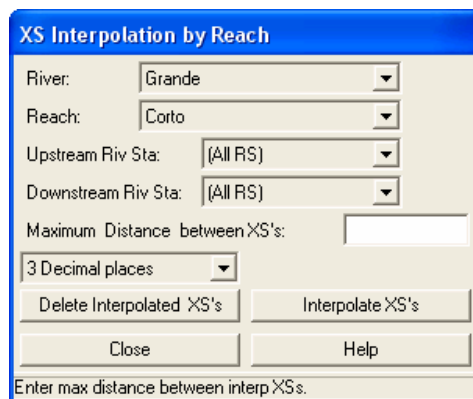 XS Interpolation by Reach
River: Grande
Reach: Corto
Upstream Riv Sta: (All RS)
Downstream Riv Sta: (All RS)
Maximum Distance between XS's:
3 Decimal places
Delete Interpolated XS's Interpolate XS's
Close Help
Enter max distance between interp XSs.